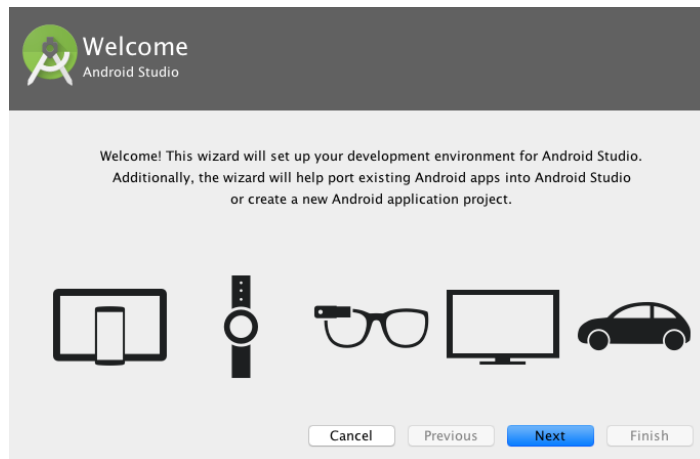 Welcome
Android Studio
Welcome! This wizard will set up your development environment for Android Studio.
Additionally, the wizard will help port existing Android apps into Android Studio
or create a new Android application project.
Cancel Previous Next Finish